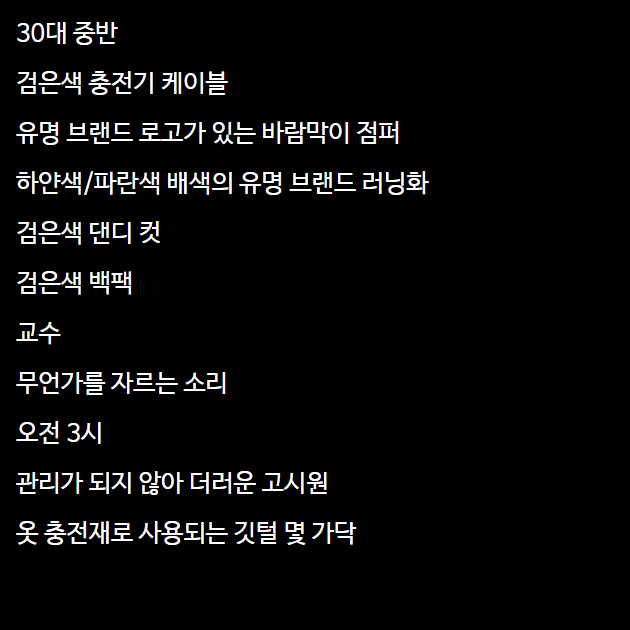 30대 중반
검은색 충전기 케이블
유명 브랜드 로고가 있는 바람막이 점퍼
하얀색/파란색 배색의 유명 브랜드 러닝화
검은색 댄디 컷
검은색 백팩
교수
무언가를 자르는 소리
오전 3시
관리가 되지 않아 더러운 고시원
옷 충전재로 사용되는 깃털 몇 가닥